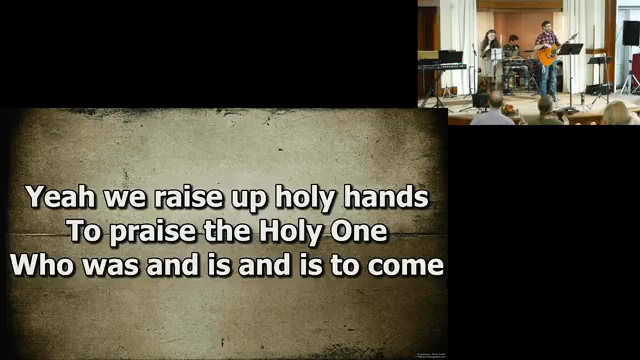 Yeah we raise up holy hands
To praise the Holy One
Who was and is and is to come